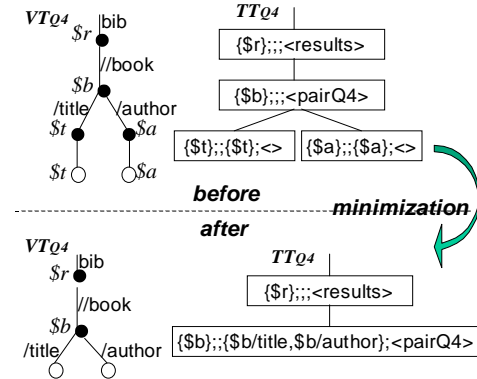 VTQ4 bib TTQ4
$r {$r};;;<results>
//book
$b {$b};;;<pairQ4>
/title /author
$t $a {$t};;{$t};<> {$a};;{$a};<>
$t $a
before minimization
after
VTQ4 bib TTQ4
$r {$r};;;<results>
//book
$b {$b};;{$b/title,$b/author};<pairQ4>
/title /author